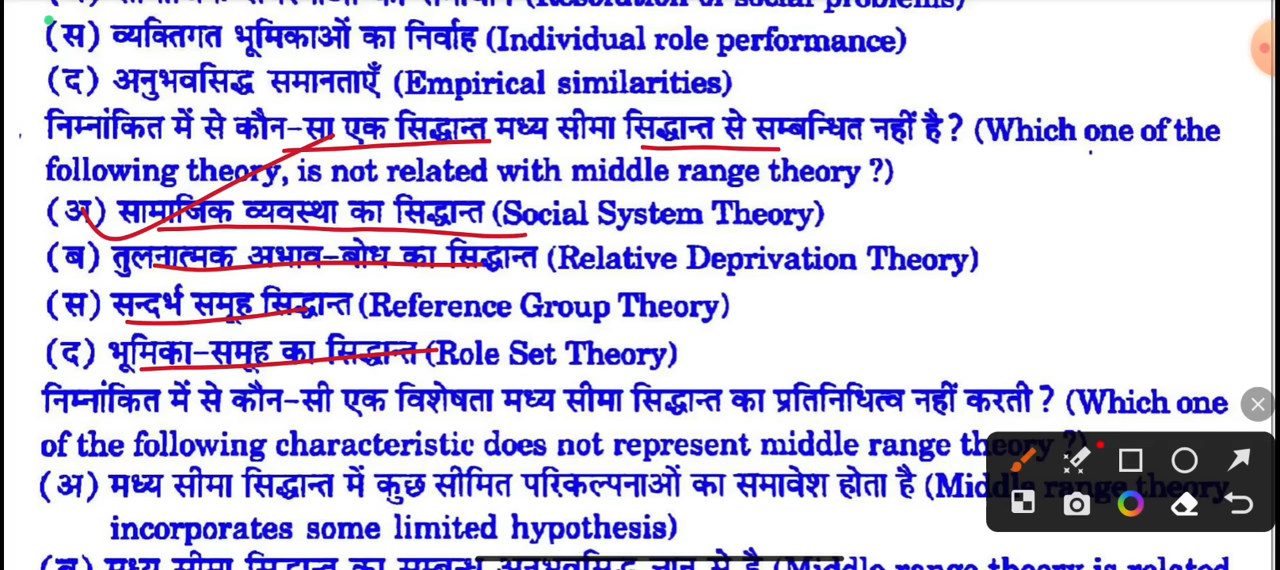 (स) व्यक्तिगत भूमिकाओं का निर्वाह (Individual role performance)
(द) अनुभवसिद्ध समानताएँ (Empirical similarities)
निम्नांकित में से कौन-सा एक सिद्धान्त मध्य सीमा सिद्धान्त से सम्बन्धित नहीं है? (Which one of the
following theory, is not related with middle range theory ?)
(अ) सामाजिक व्यवस्था का सिद्धान्त (Social System Theory)
(ब) तुलनात्मक अभाव-बोध का सिद्धान्त (Relative Deprivation Theory)
(स) सन्दर्भ समूह सिद्धान्त (Reference Group Theory)
(द) भूमिका-समूह का सिद्धान्त (Role Set Theory)
निम्नांकित में से कौन-सी एक विशेषता मध्य सीमा सिद्धान्त का प्रतिनिधित्व नहीं करती? (Which one
of the following characteristic does not represent middle range theory ?)
(अ) मध्य सीमा सिद्धान्त में कुछ सीमित परिकल्पनाओं का समावेश होता है (Middle range theory
incorporates some limited hypothesis)